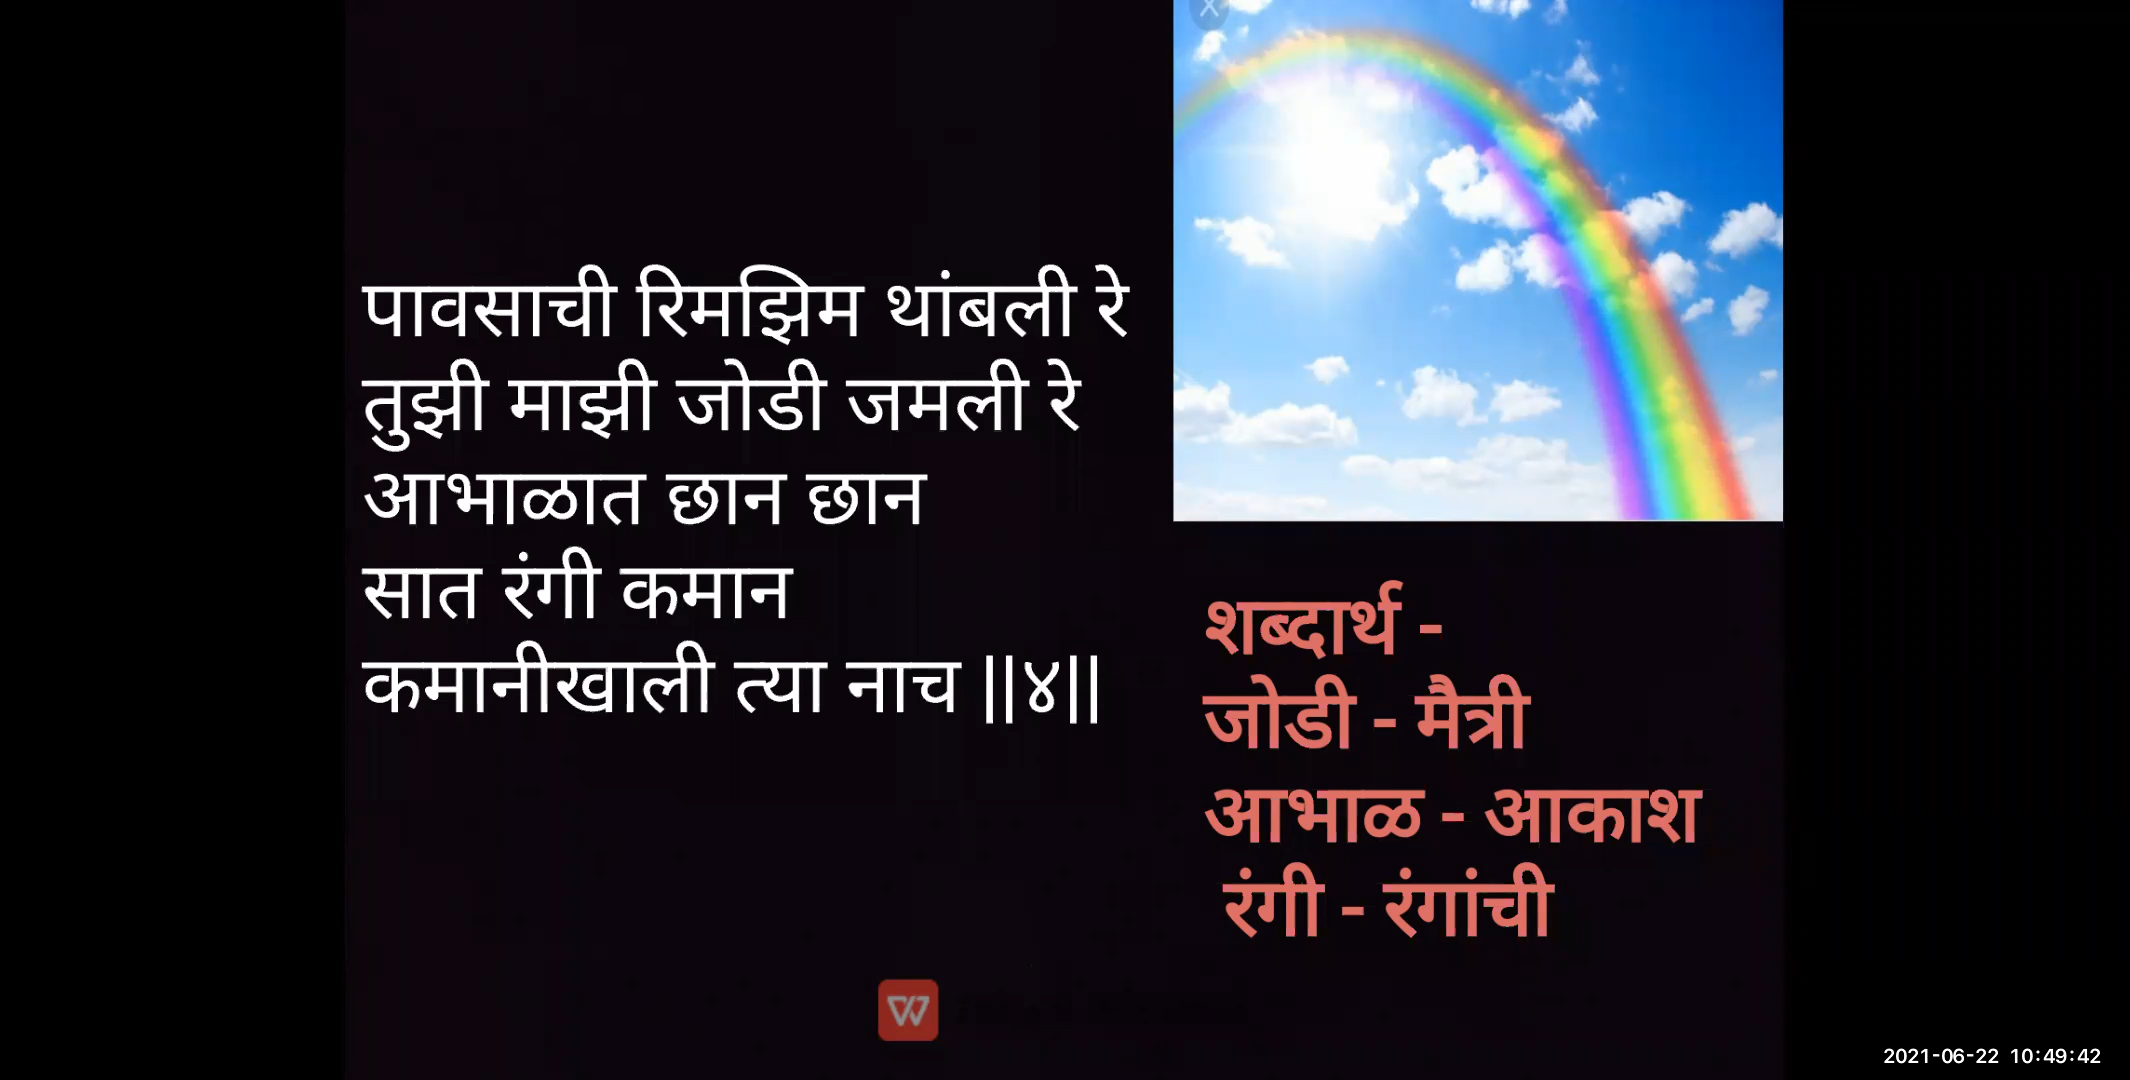 पावसाची रिमझिम थांबली रे
तुझी माझी जोडी जमली रे
आभाळात छान छान
सात रंगी कमान
कमानीखाली त्या नाच ||४||
शब्दार्थ -
जोडी - मैत्री
आभाळ - आकाश
रंगी - रंगांची
2021-06-22 10:49:42